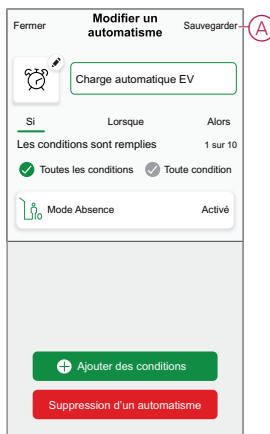 Fermer
Modifier un
automatisme
Sauvegarder
A
Charge automatique EV
Si
Lorsque
Alors
Les conditions sont remplies
1 sur 10
Toutes les conditions
Toute condition
Mode Absence
Activé
Ajouter des conditions
Suppression d'un automatisme